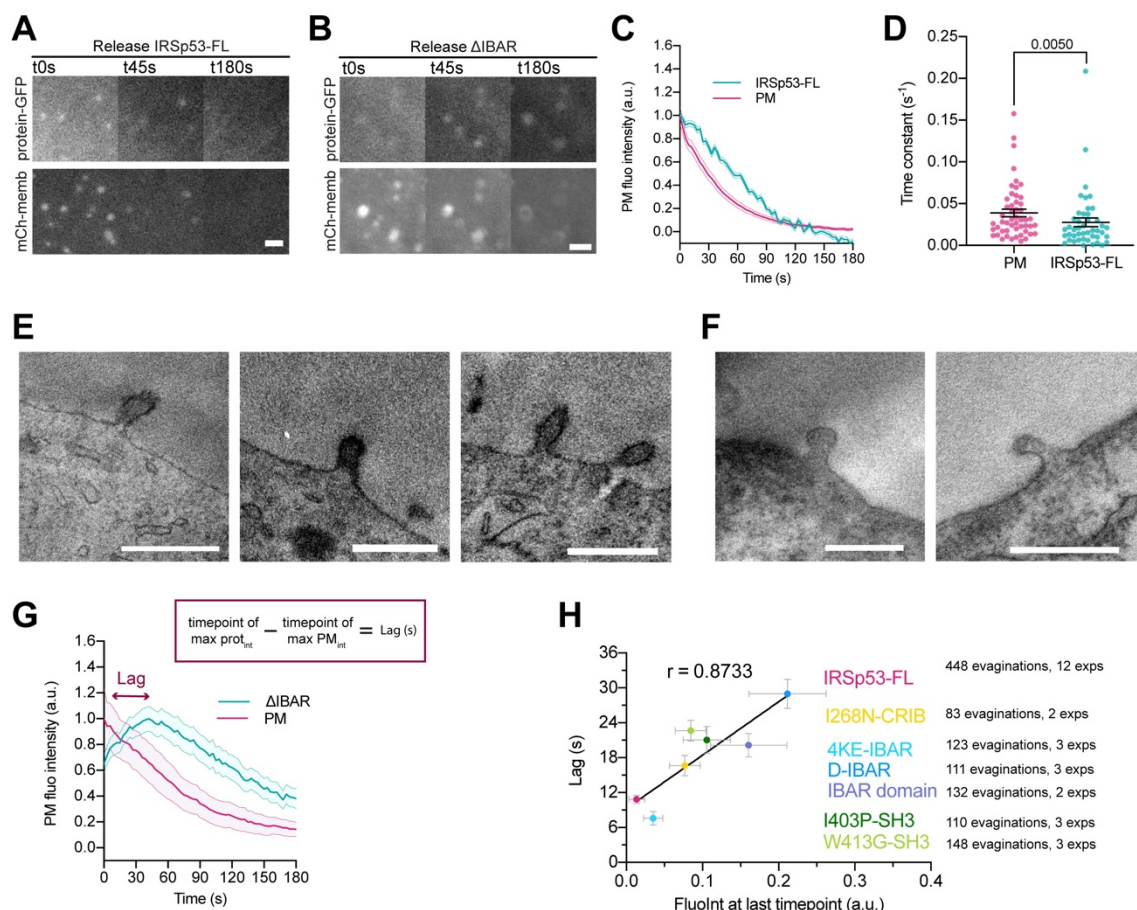 A
Release IRSp53-FL
t0s t45s t180s
protein-GFP
mCh-memb
B
Release ΔIBAR
t0s t45s t180s
protein-GFP
mCh-memb
C
PM fluo intensity (a.u.)
1.6
1.4
1.2
1.0
0.8
0.6
0.4
0.2
0.0
IRSp53-FL
PM
0 30 60 90 120 150 180
Time (s)
D
Time constant (s⁻¹)
0.25
0.20
0.15
0.10
0.05
0.00
0.0050
PM IRSp53-FL
E
F
G
timepoint of max prot_int − timepoint of max PM_int = Lag (s)
PM fluo intensity (a.u.)
1.6
1.4
1.2
1.0
0.8
0.6
0.4
0.2
0.0
Lag
ΔIBAR
PM
0 30 60 90 120 150 180
Time (s)
H
Lag (s)
36
30
24
18
12
6
0
r = 0.8733
IRSp53-FL 448 evaginations, 12 exps
I268N-CRIB 83 evaginations, 2 exps
4KE-IBAR 123 evaginations, 3 exps
D-IBAR 111 evaginations, 3 exps
IBAR domain 132 evaginations, 2 exps
I403P-SH3 110 evaginations, 3 exps
W413G-SH3 148 evaginations, 3 exps
0.0 0.1 0.2 0.3 0.4
FluoInt at last timepoint (a.u.)